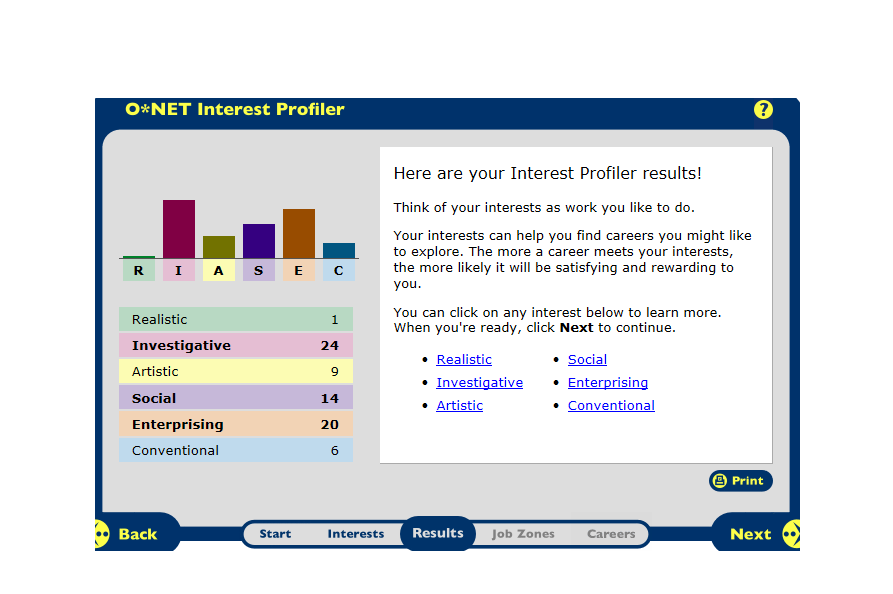 O*NET Interest Profiler
?
R I A S E C
Realistic 1
Investigative 24
Artistic 9
Social 14
Enterprising 20
Conventional 6
Here are your Interest Profiler results!
Think of your interests as work you like to do.
Your interests can help you find careers you might like
to explore. The more a career meets your interests,
the more likely it will be satisfying and rewarding to
you.
You can click on any interest below to learn more.
When you're ready, click Next to continue.
• Realistic • Social
• Investigative • Enterprising
• Artistic • Conventional
Print
Back Start Interests Results Job Zones Careers Next